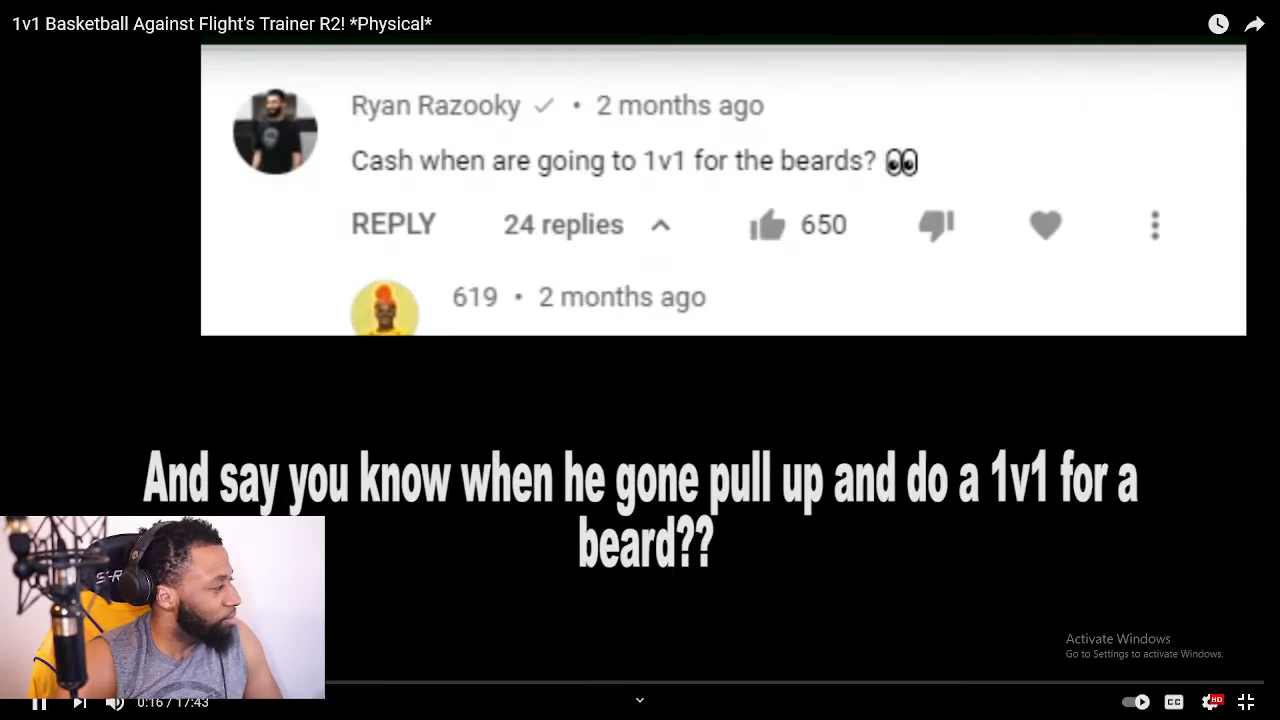 1v1 Basketball Against Flight's Trainer R2! *Physical*
Ryan Razooky ✓ • 2 months ago
Cash when are going to 1v1 for the beards? 👀
REPLY 24 replies 650
619 • 2 months ago
And say you know when he gone pull up and do a 1v1 for a
beard??
Activate Windows
Go to Settings to activate Windows.
0:16 / 17:43
CC
HD